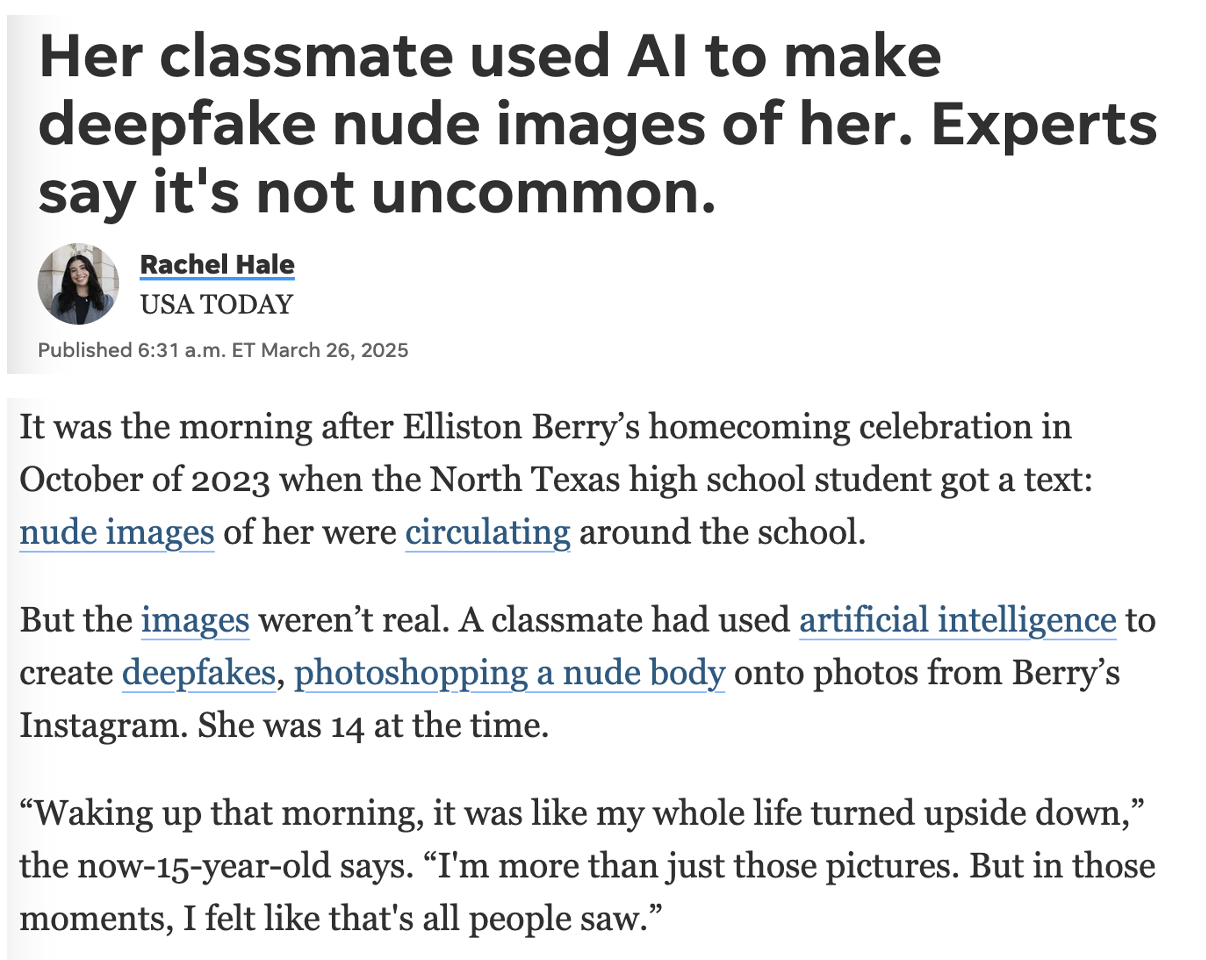 Her classmate used AI to make
deepfake nude images of her. Experts
say it's not uncommon.
Rachel Hale
USA TODAY
Published 6:31 a.m. ET March 26, 2025
It was the morning after Elliston Berry’s homecoming celebration in
October of 2023 when the North Texas high school student got a text:
nude images of her were circulating around the school.
But the images weren’t real. A classmate had used artificial intelligence to
create deepfakes, photoshopping a nude body onto photos from Berry’s
Instagram. She was 14 at the time.
“Waking up that morning, it was like my whole life turned upside down,”
the now-15-year-old says. “I'm more than just those pictures. But in those
moments, I felt like that's all people saw.”